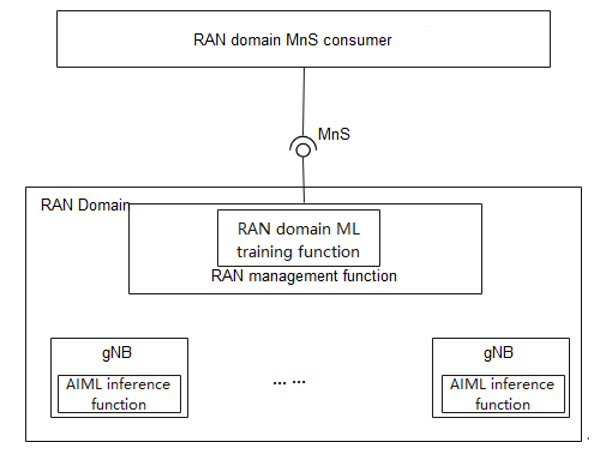 RAN domain MnS consumer
MnS
RAN Domain
RAN domain ML
training function
RAN management function
gNB
AIML inference
function
... ...
gNB
AIML inference
function